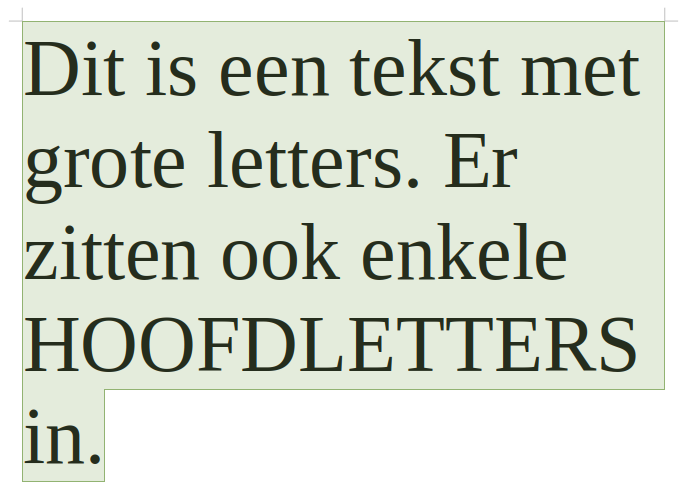 Dit is een tekst met
grote letters. Er
zitten ook enkele
HOOFDLETTERS
in.